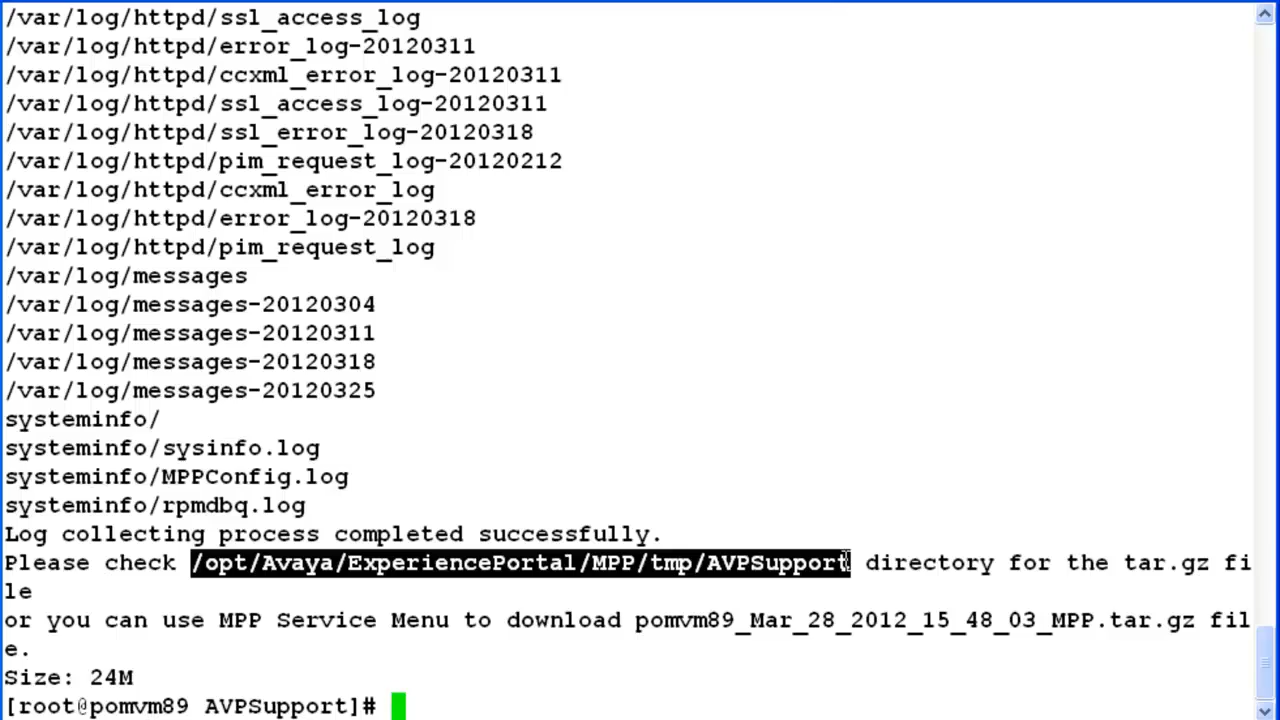 /var/log/httpd/ssl_access_log
/var/log/httpd/error_log-20120311
/var/log/httpd/ccxml_error_log-20120311
/var/log/httpd/ssl_access_log-20120311
/var/log/httpd/ssl_error_log-20120318
/var/log/httpd/pim_request_log-20120212
/var/log/httpd/ccxml_error_log
/var/log/httpd/error_log-20120318
/var/log/httpd/pim_request_log
/var/log/messages
/var/log/messages-20120304
/var/log/messages-20120311
/var/log/messages-20120318
/var/log/messages-20120325
systeminfo/
systeminfo/sysinfo.log
systeminfo/MPPConfig.log
systeminfo/rpmdbq.log
Log collecting process completed successfully.
Please check /opt/Avaya/ExperiencePortal/MPP/tmp/AVPSupport directory for the tar.gz fi
le
or you can use MPP Service Menu to download pomvm89_Mar_28_2012_15_48_03_MPP.tar.gz fil
e.
Size: 24M
[root@pomvm89 AVPSupport]#